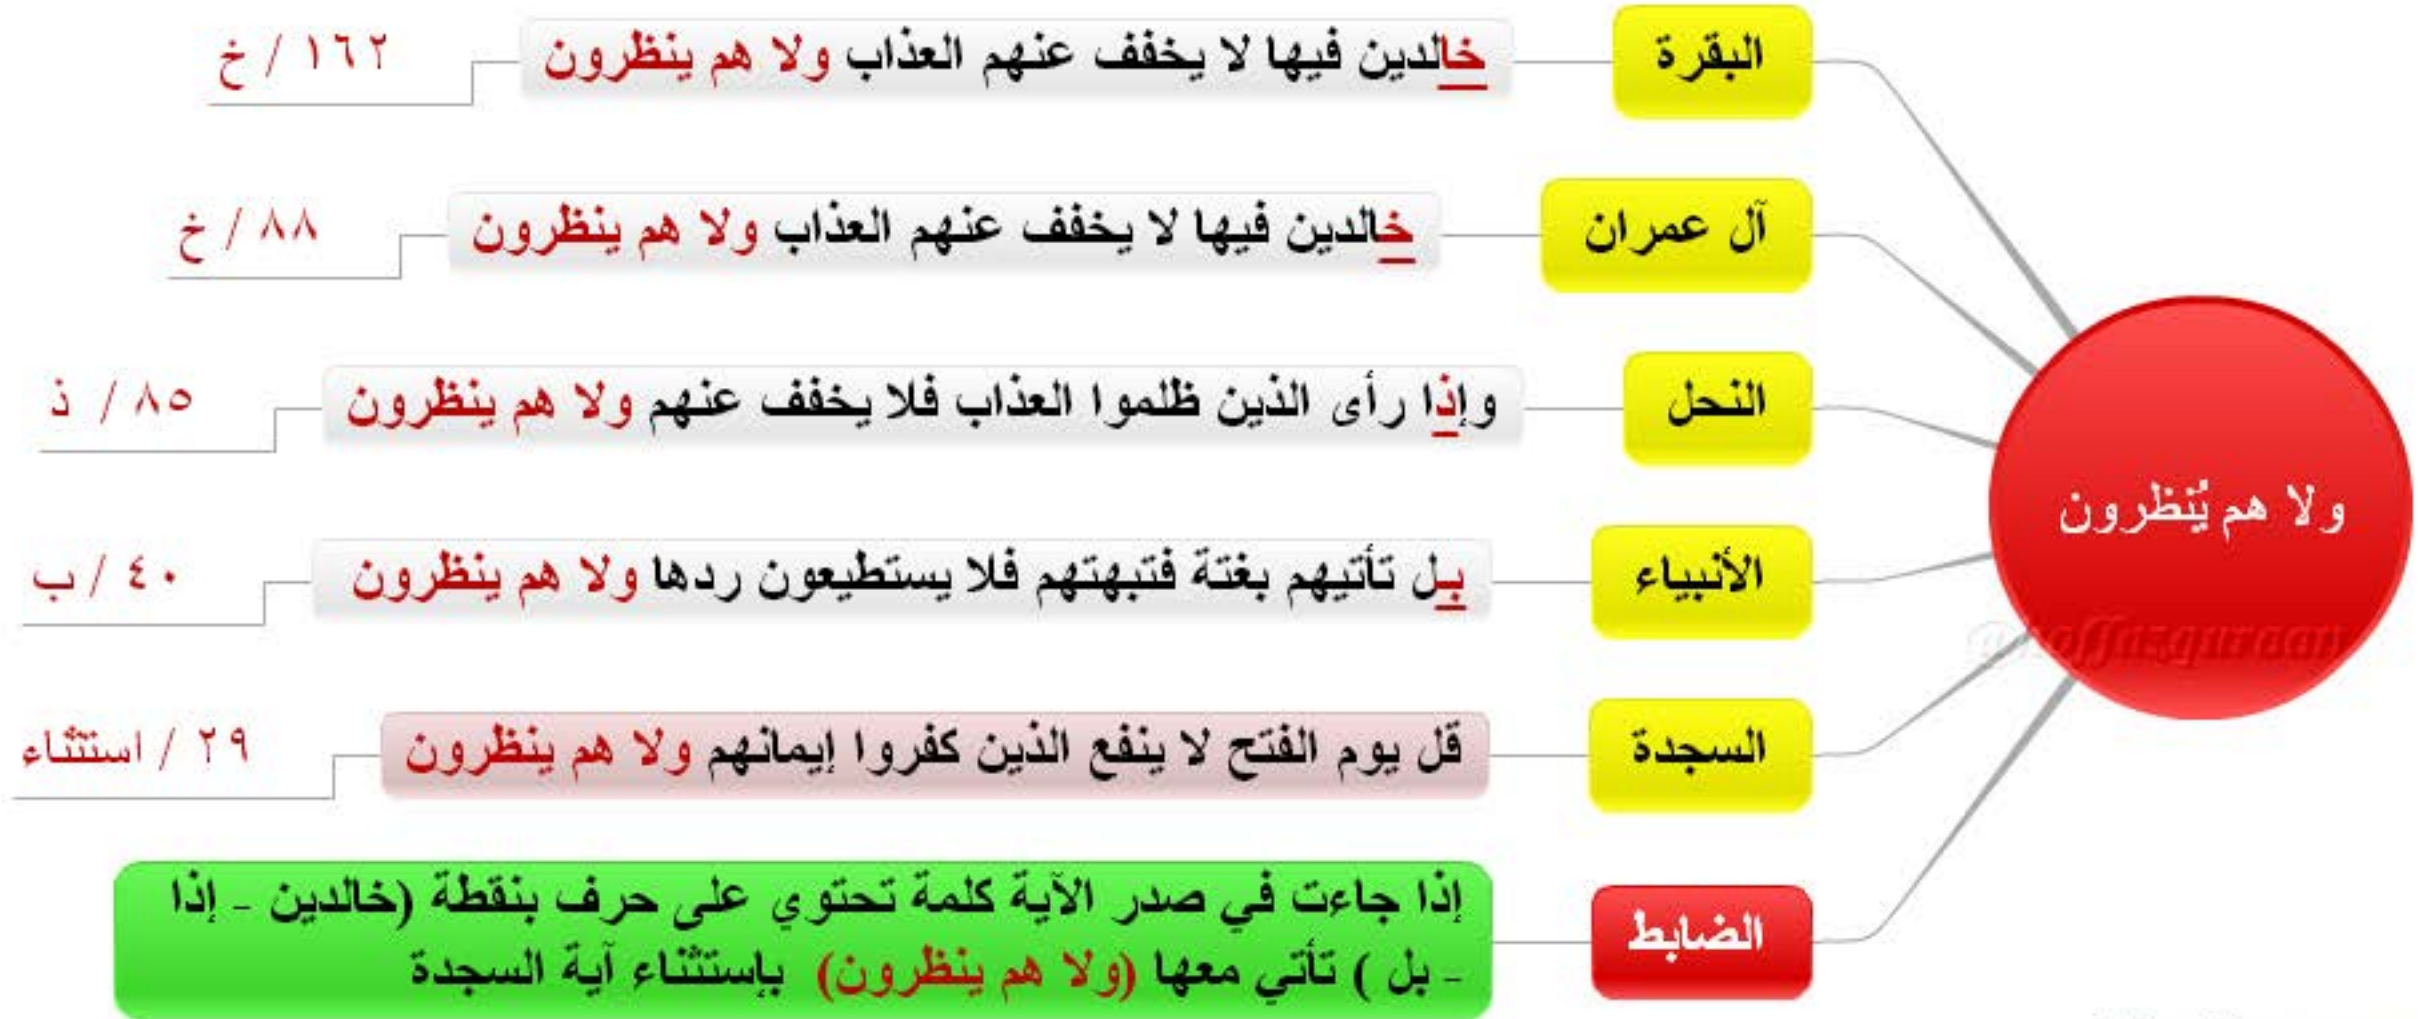 ولا هم يُنظرون
البقرة
خالدين فيها لا يخفف عنهم العذاب ولا هم ينظرون
١٦٢ / خ
آل عمران
خالدين فيها لا يخفف عنهم العذاب ولا هم ينظرون
٨٨ / خ
النحل
وإذا رأى الذين ظلموا العذاب فلا يخفف عنهم ولا هم ينظرون
٨٥ / ذ
الأنبياء
بل تأتيهم بغتة فتبهتهم فلا يستطيعون ردها ولا هم ينظرون
٤٠ / ب
السجدة
قل يوم الفتح لا ينفع الذين كفروا إيمانهم ولا هم ينظرون
٢٩ / استثناء
الضابط
إذا جاءت في صدر الآية كلمة تحتوي على حرف بنقطة (خالدين - إذا
- بل ) تأتي معها (ولا هم ينظرون) بإستثناء آية السجدة